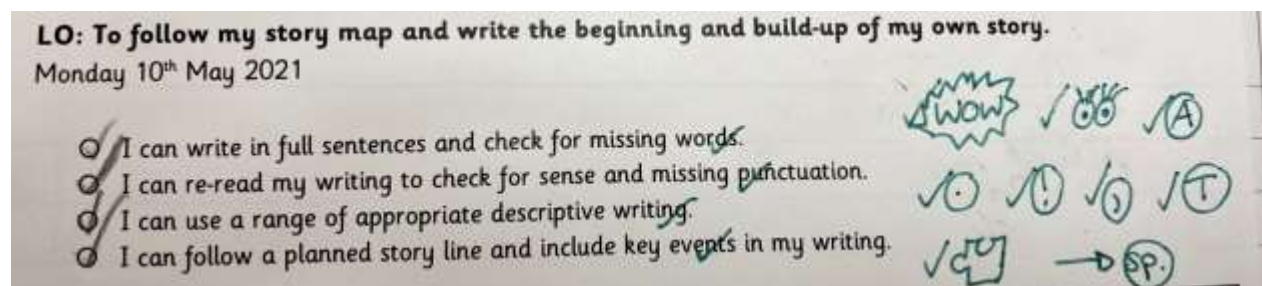 LO: To follow my story map and write the beginning and build-up of my own story.
Monday 10th May 2021
I can write in full sentences and check for missing words.
I can re-read my writing to check for sense and missing punctuation.
I can use a range of appropriate descriptive writing.
I can follow a planned story line and include key events in my writing.
WOW A
. ! , T
SP.